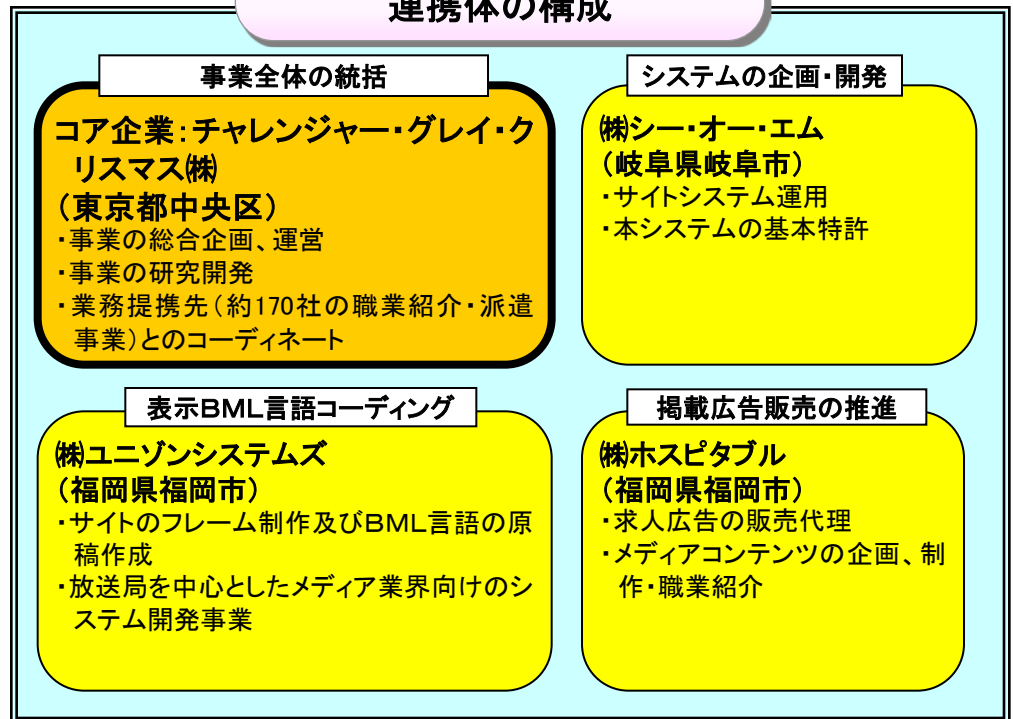 連携体の構成
事業全体の統括
コア企業：チャレンジャー・グレイ・ク
リスマス㈱
（東京都中央区）
・事業の総合企画、運営
・事業の研究開発
・業務提携先（約170社の職業紹介・派遣
事業）とのコーディネート
システムの企画・開発
㈱シー・オー・エム
（岐阜県岐阜市）
・サイトシステム運用
・本システムの基本特許
表示ＢＭＬ言語コーディング
㈱ユニゾンシステムズ
（福岡県福岡市）
・サイトのフレーム制作及びＢＭＬ言語の原
稿作成
・放送局を中心としたメディア業界向けのシ
ステム開発事業
掲載広告販売の推進
㈱ホスピタブル
（福岡県福岡市）
・求人広告の販売代理
・メディアコンテンツの企画、制
作・職業紹介